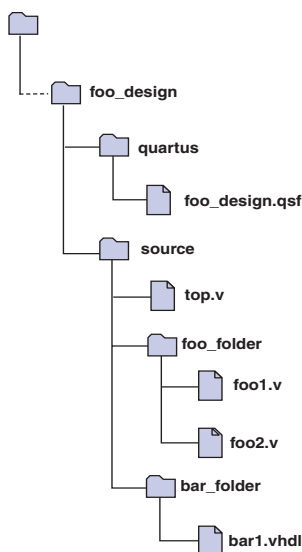 foo_design
quartus
foo_design.qsf
source
top.v
foo_folder
foo1.v
foo2.v
bar_folder
bar1.vhdl